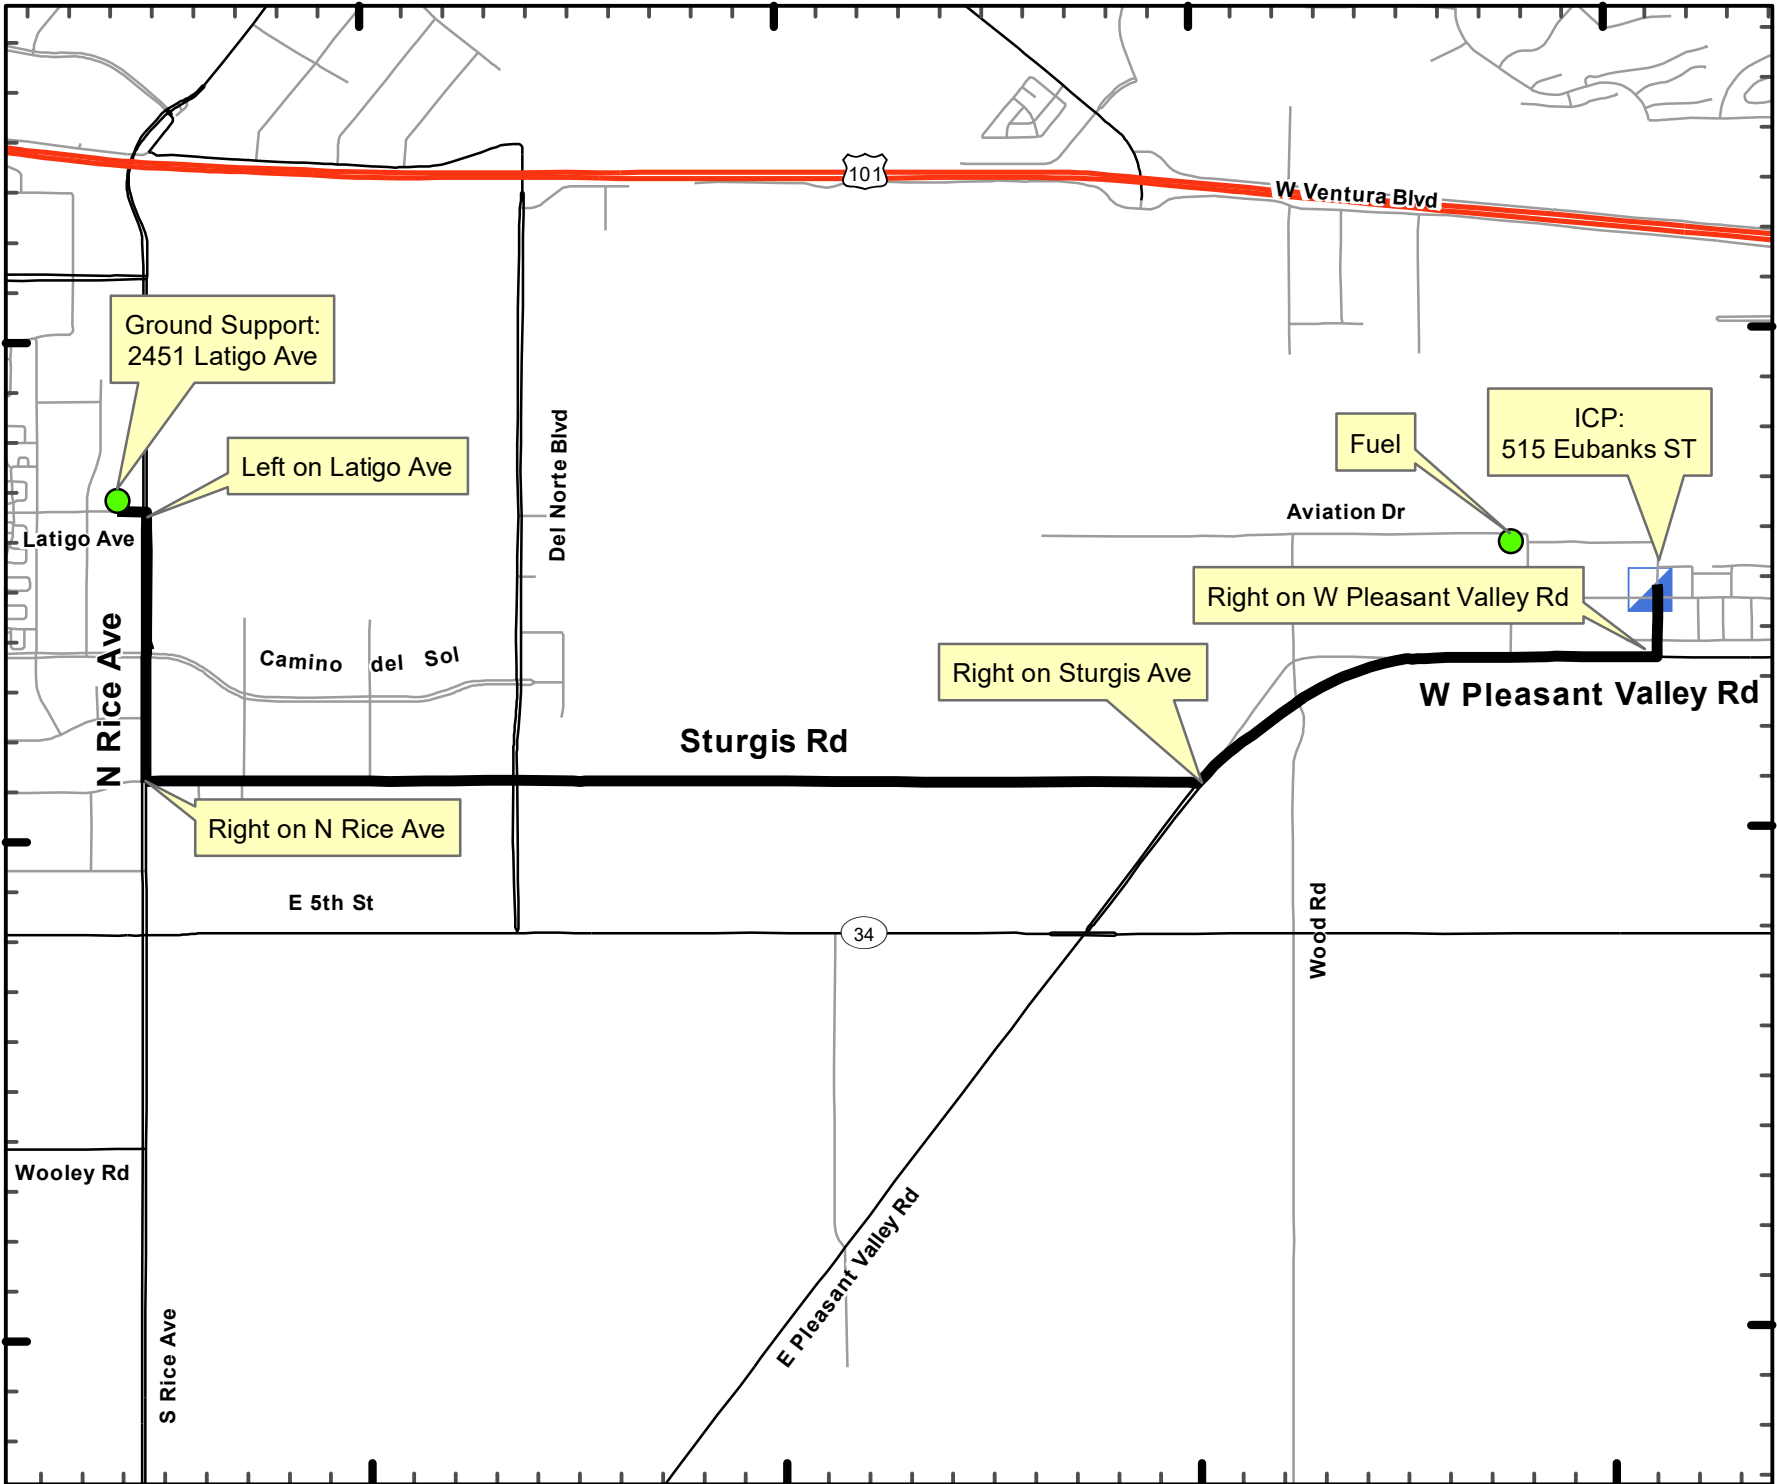 101
W Ventura Blvd
Ground Support:
2451 Latigo Ave
Left on Latigo Ave
Del Norte Blvd
Fuel
ICP:
515 Eubanks ST
Aviation Dr
Latigo Ave
Right on W Pleasant Valley Rd
N Rice Ave
Camino del Sol
Right on Sturgis Ave
W Pleasant Valley Rd
Sturgis Rd
Right on N Rice Ave
E 5th St
34
Wood Rd
Wooley Rd
E Pleasant Valley Rd
S Rice Ave